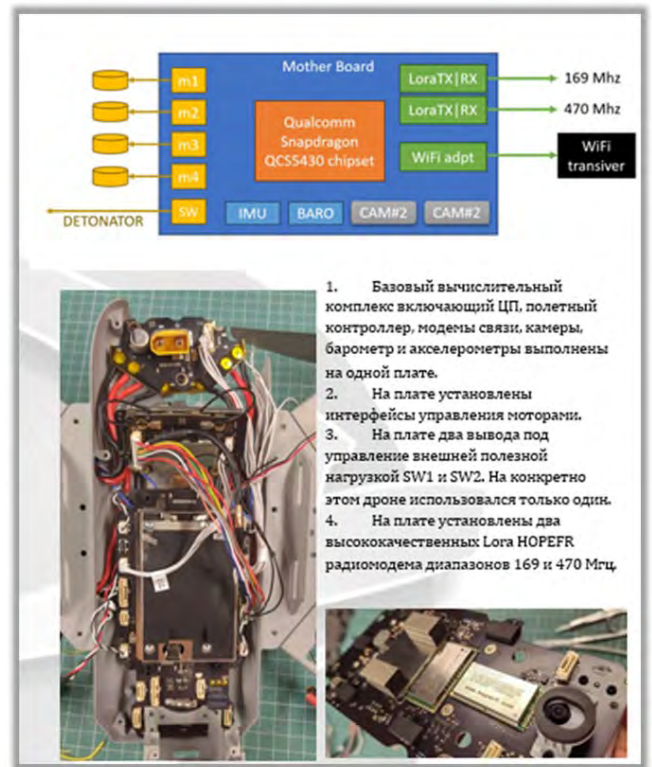 Mother Board
m1
LoraTX|RX
169 Mhz
m2
LoraTX|RX
470 Mhz
Qualcomm
Snapdragon
QCS5430 chipset
m3
WiFi adpt
WiFi
transiver
m4
SW
DETONATOR
IMU
BARO
CAM#2
CAM#2
1. Базовый вычислительный
комплекс включающий ЦП, полетный
контроллер, модемы связи, камеры,
барометр и акселерометры выполнены
на одной плате.
2. На плате установлены
интерфейсы управления моторами.
3. На плате два вывода под
управление внешней полезной
нагрузкой SW1 и SW2. На конкретно
этом дроне использовался только один.
4. На плате установлены два
высококачественных Lora HOPEFR
радиомодема диапазонов 169 и 470 Мгц.